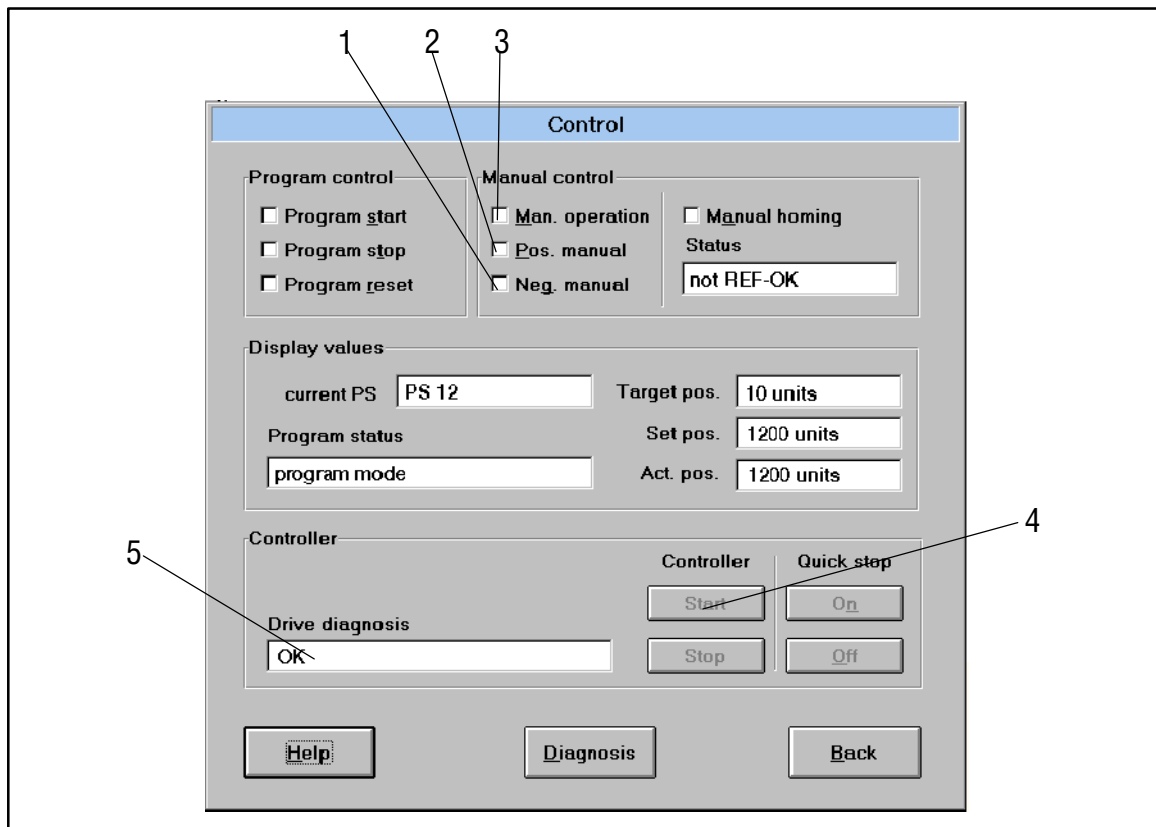 1 2 3
Control
Program control
Program start
Program stop
Program reset
Manual control
Man. operation
Pos. manual
Neg. manual
Manual homing
Status
not REF-OK
Display values
current PS PS 12
Program status
program mode
Target pos. 10 units
Set pos. 1200 units
Act. pos. 1200 units
4
5
Controller
Drive diagnosis
OK
Controller
Start
Stop
Quick stop
On
Off
Help Diagnosis Back